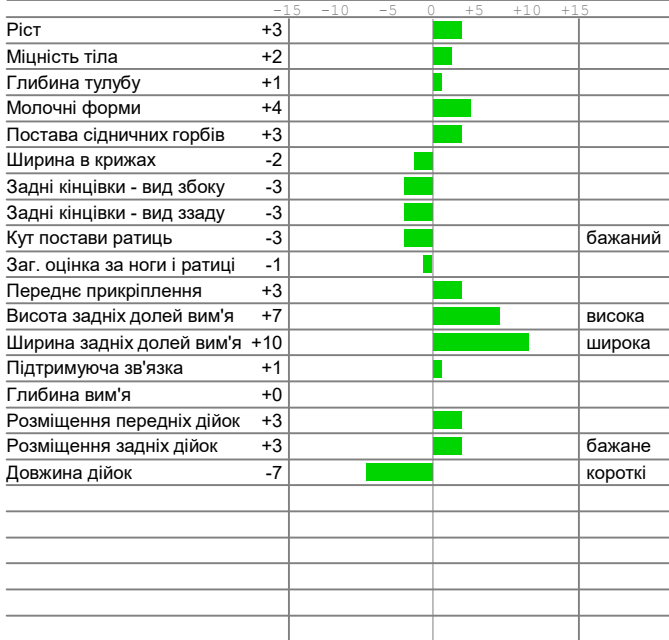 -15 -10 -5 0 +5 +10 +15
Ріст +3
Міцність тіла +2
Глибина тулубу +1
Молочні форми +4
Постава сідничних горбів +3
Ширина в крижах -2
Задні кінцівки - вид збоку -3
Задні кінцівки - вид ззаду -3
Кут постави ратиць -3 бажаний
Заг. оцінка за ноги і ратиці -1
Переднє прикріплення +3
Висота задніх долей вим'я +7 висока
Ширина задніх долей вим'я +10 широка
Підтримуюча зв'язка +1
Глибина вим'я +0
Розміщення передніх дійок +3
Розміщення задніх дійок +3 бажане
Довжина дійок -7 короткі